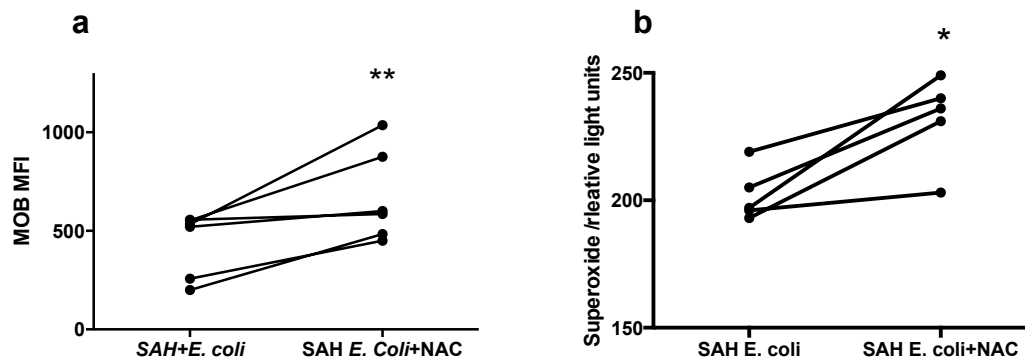 a
MOB MFI
1000
500
0
**
SAH+E. coli
SAH E. Coli+NAC
b
Superoxide /rleative light units
250
200
150
*
SAH E. coli
SAH E. coli+NAC